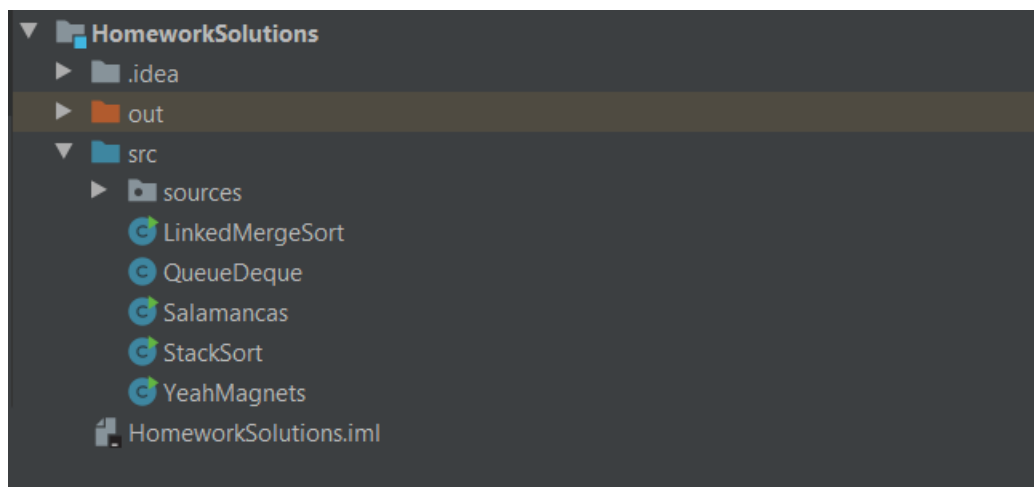 HomeworkSolutions
.idea
out
src
sources
LinkedMergeSort
QueueDeque
Salamancas
StackSort
YeahMagnets
HomeworkSolutions.iml